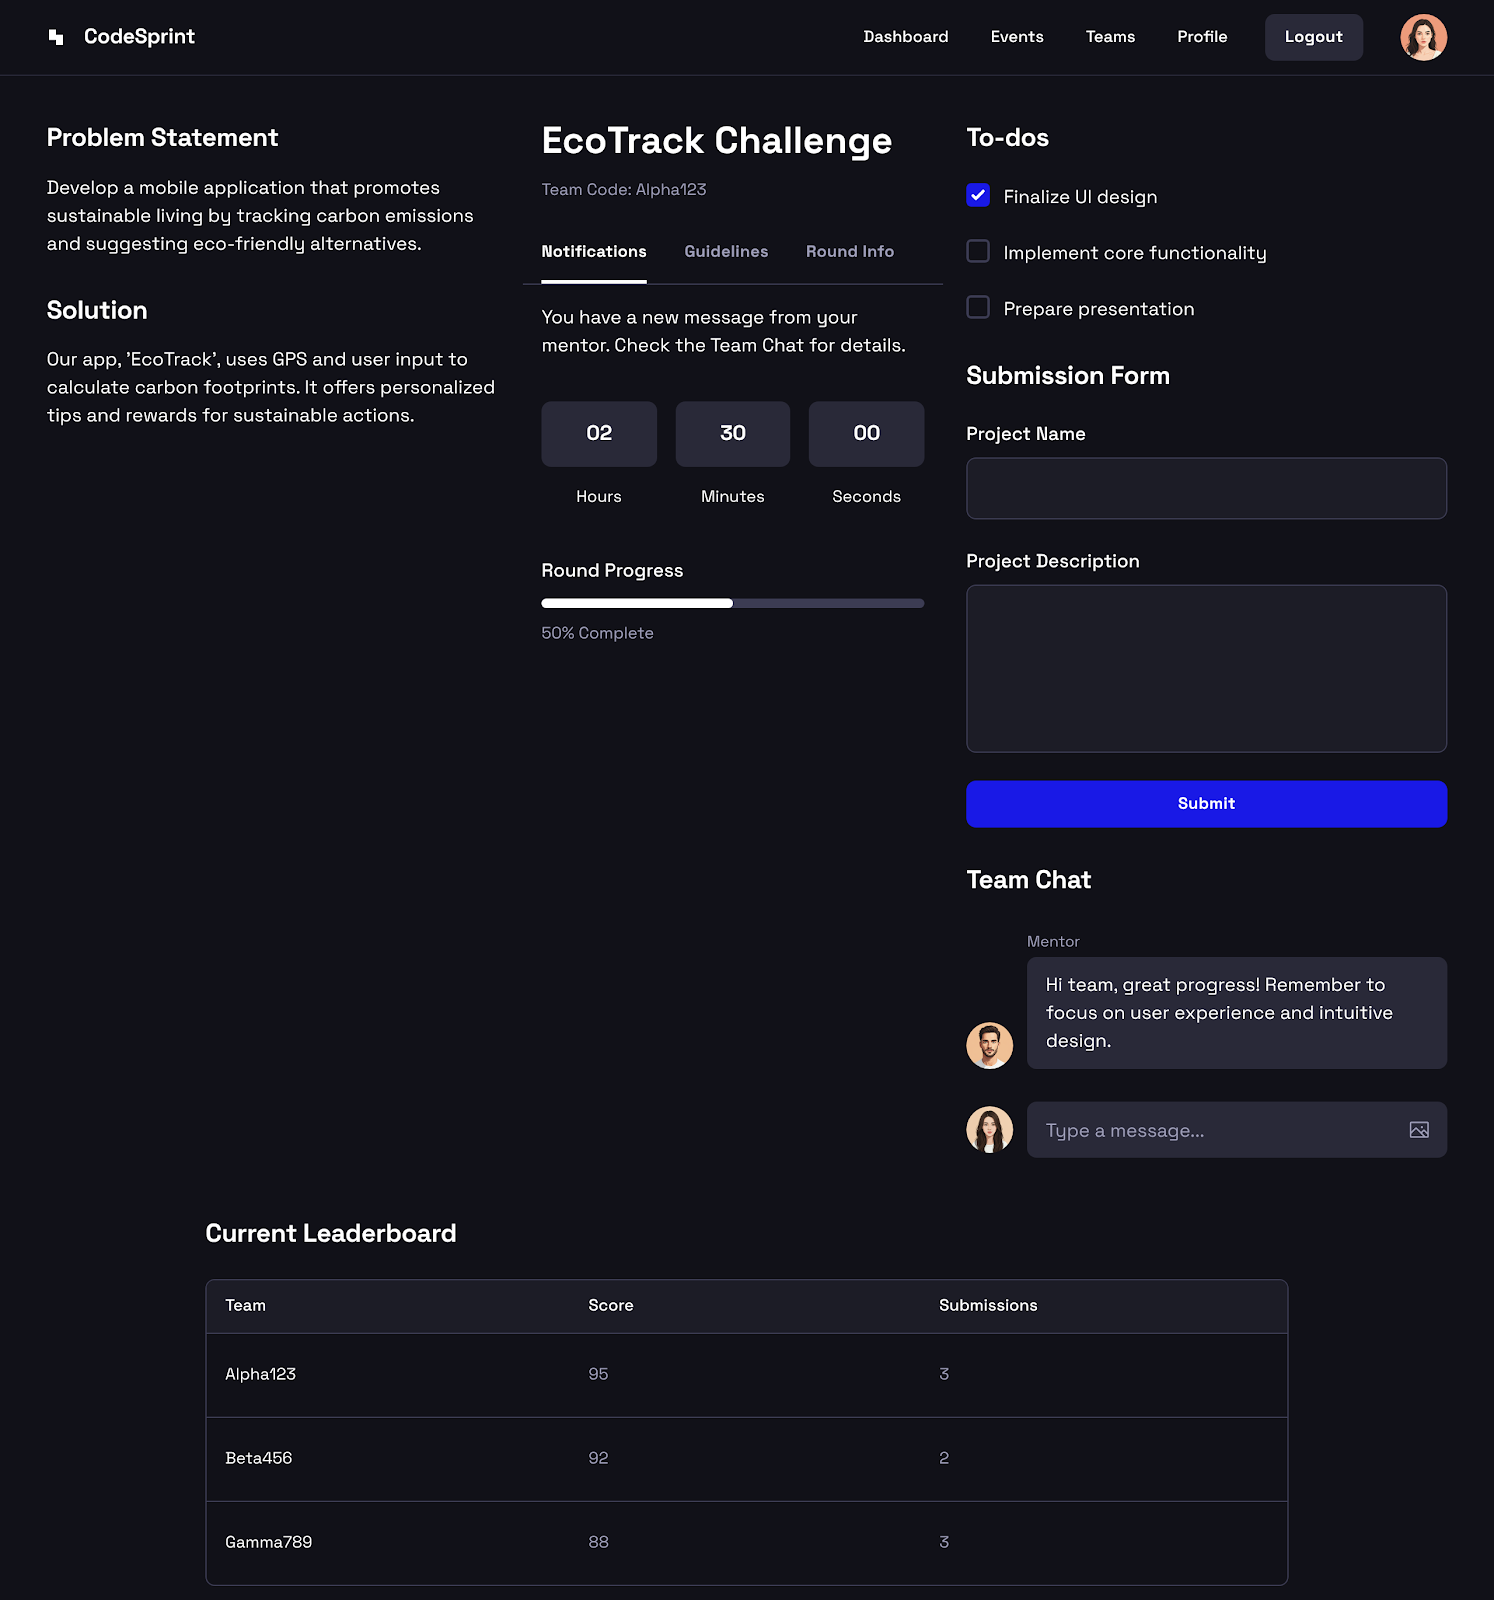 CodeSprint
Dashboard
Events
Teams
Profile
Logout
Problem Statement
Develop a mobile application that promotes
sustainable living by tracking carbon emissions
and suggesting eco-friendly alternatives.
Solution
Our app, 'EcoTrack', uses GPS and user input to
calculate carbon footprints. It offers personalized
tips and rewards for sustainable actions.
EcoTrack Challenge
Team Code: Alpha123
Notifications
Guidelines
Round Info
You have a new message from your
mentor. Check the Team Chat for details.
02
30
00
Hours
Minutes
Seconds
Round Progress
50% Complete
To-dos
Finalize UI design
Implement core functionality
Prepare presentation
Submission Form
Project Name
Project Description
Submit
Team Chat
Mentor
Hi team, great progress! Remember to
focus on user experience and intuitive
design.
Type a message...
Current Leaderboard
Team Score Submissions
Alpha123 95 3
Beta456 92 2
Gamma789 88 3